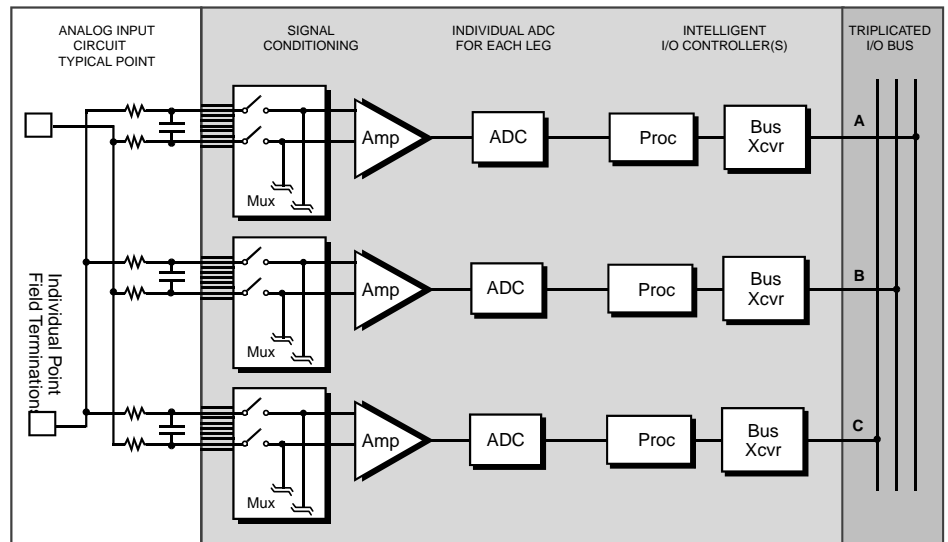 ANALOG INPUT
CIRCUIT
TYPICAL POINT
SIGNAL
CONDITIONING
INDIVIDUAL ADC
FOR EACH LEG
INTELLIGENT
I/O CONTROLLER(S)
TRIPLICATED
I/O BUS
Individual Point
Field Terminations
Mux
Amp
ADC
Proc
Bus
Xcvr
A
Mux
Amp
ADC
Proc
Bus
Xcvr
B
Mux
Amp
ADC
Proc
Bus
Xcvr
C